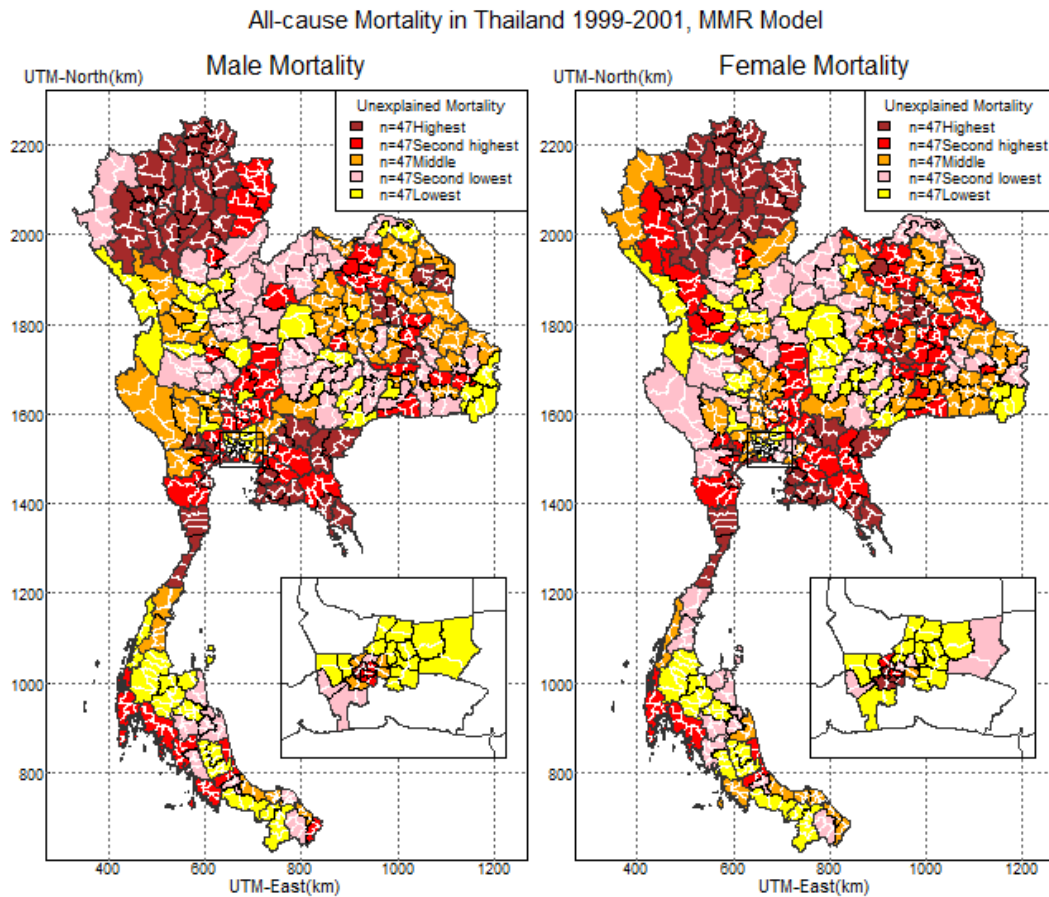 All-cause Mortality in Thailand 1999-2001, MMR Model
Male Mortality
UTM-North(km)
Unexplained Mortality
n=47Highest
n=47Second highest
n=47Middle
n=47Second lowest
n=47Lowest
2200
2000
1800
1600
1400
1200
1000
800
400 600 800 1000 1200
UTM-East(km)
Female Mortality
UTM-North(km)
Unexplained Mortality
n=47Highest
n=47Second highest
n=47Middle
n=47Second lowest
n=47Lowest
2200
2000
1800
1600
1400
1200
1000
800
400 600 800 1000 1200
UTM-East(km)